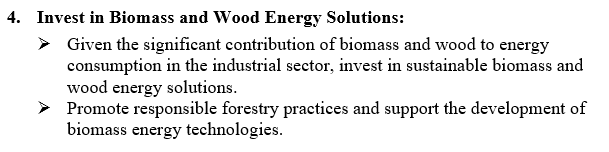 4. Invest in Biomass and Wood Energy Solutions:
➢ Given the significant contribution of biomass and wood to energy
consumption in the industrial sector, invest in sustainable biomass and
wood energy solutions.
➢ Promote responsible forestry practices and support the development of
biomass energy technologies.